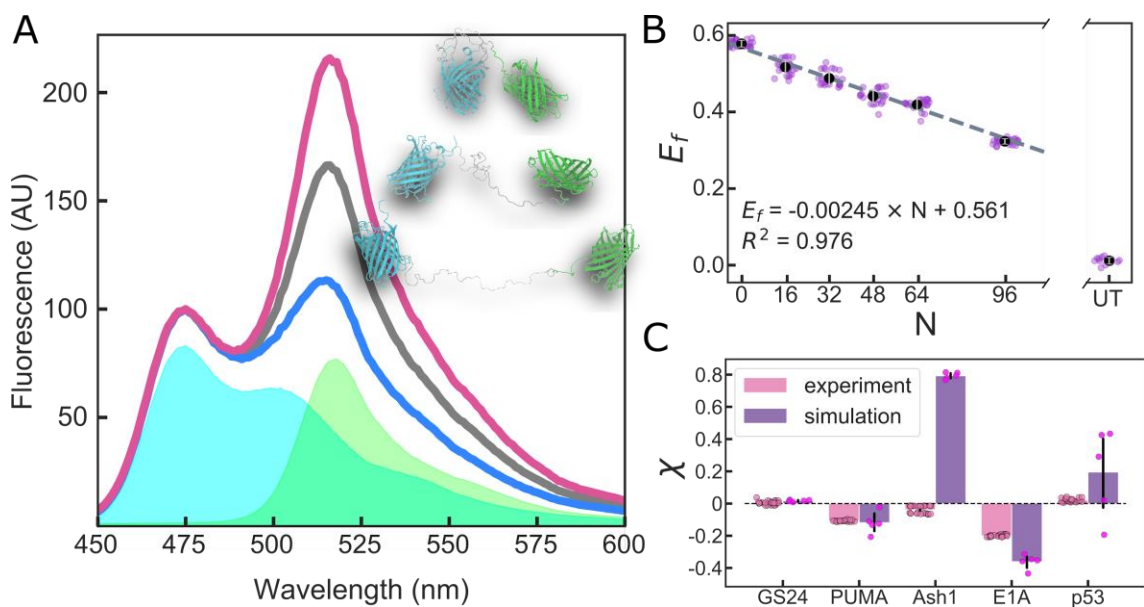 A
Fluorescence (AU)
200
150
100
50
450 475 500 525 550 575 600
Wavelength (nm)
B
E_f
0.6
0.4
0.2
0.0
E_f = -0.00245 × N + 0.561
R² = 0.976
0 16 32 48 64 96 UT
N
C
χ
0.8
0.6
0.4
0.2
0
-0.2
-0.4
experiment
simulation
GS24 PUMA Ash1 E1A p53